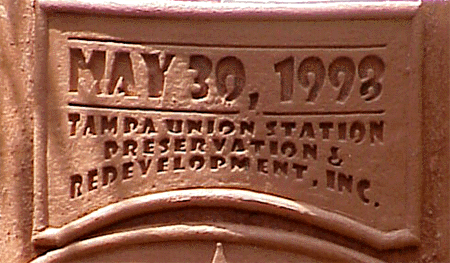 MAY 30, 1998
TAMPA UNION STATION
PRESERVATION &
REDEVELOPMENT, INC.